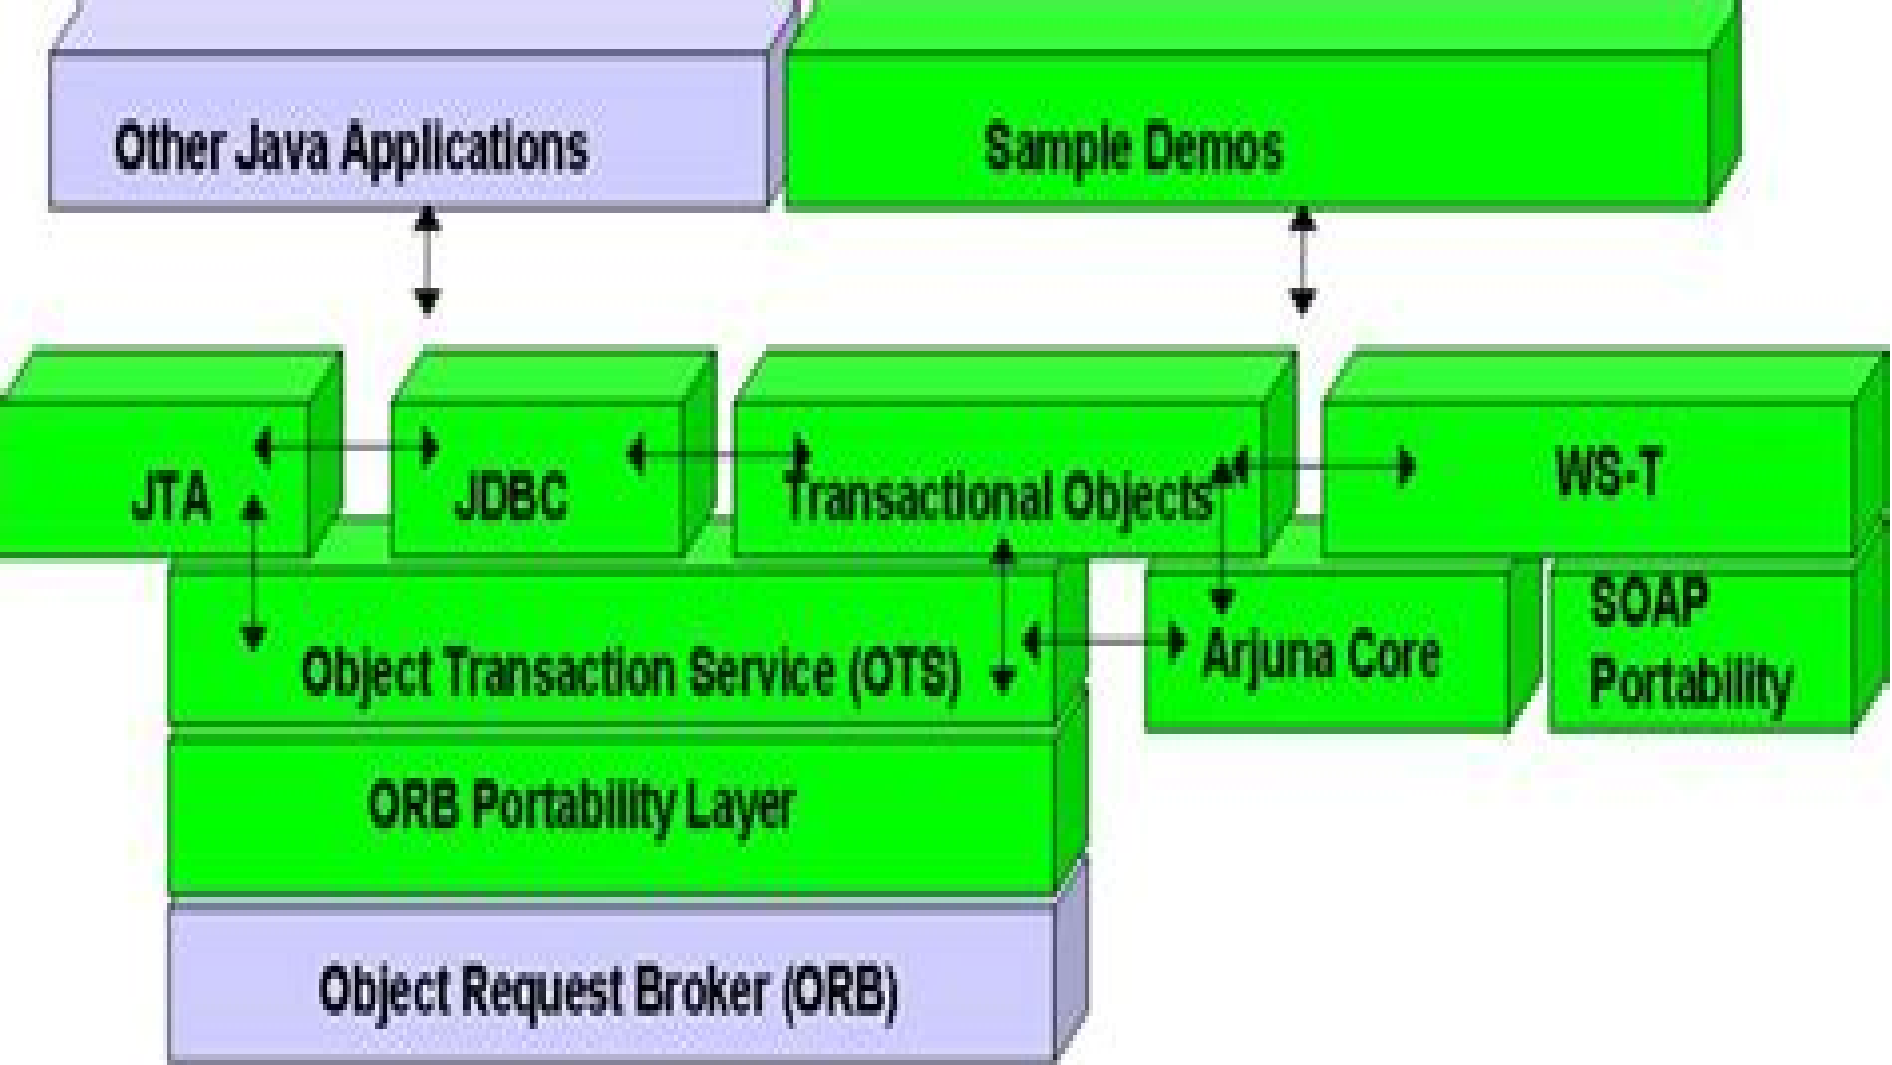 Other Java Applications
Sample Demos
JTA
JDBC
Transactional Objects
WS-T
Object Transaction Service (OTS)
Arjuna Core
SOAP
Portability
ORB Portability Layer
Object Request Broker (ORB)